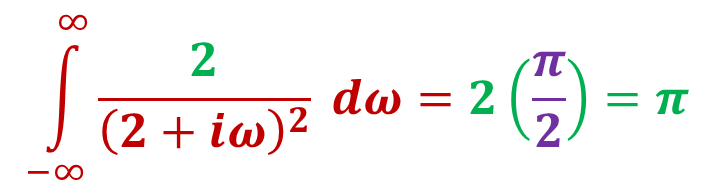 ∫_{-∞}^{∞} 2/(2 + iω)² dω = 2(π/2) = π